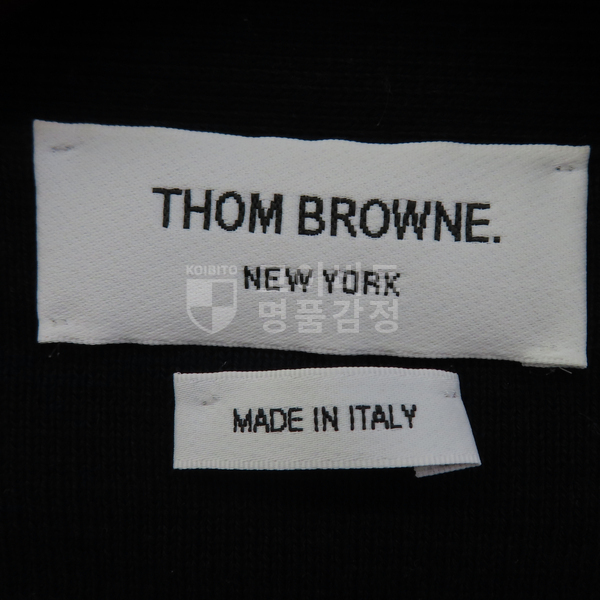 THOM BROWNE.
NEW YORK
KOIBITO
명품감정
MADE IN ITALY